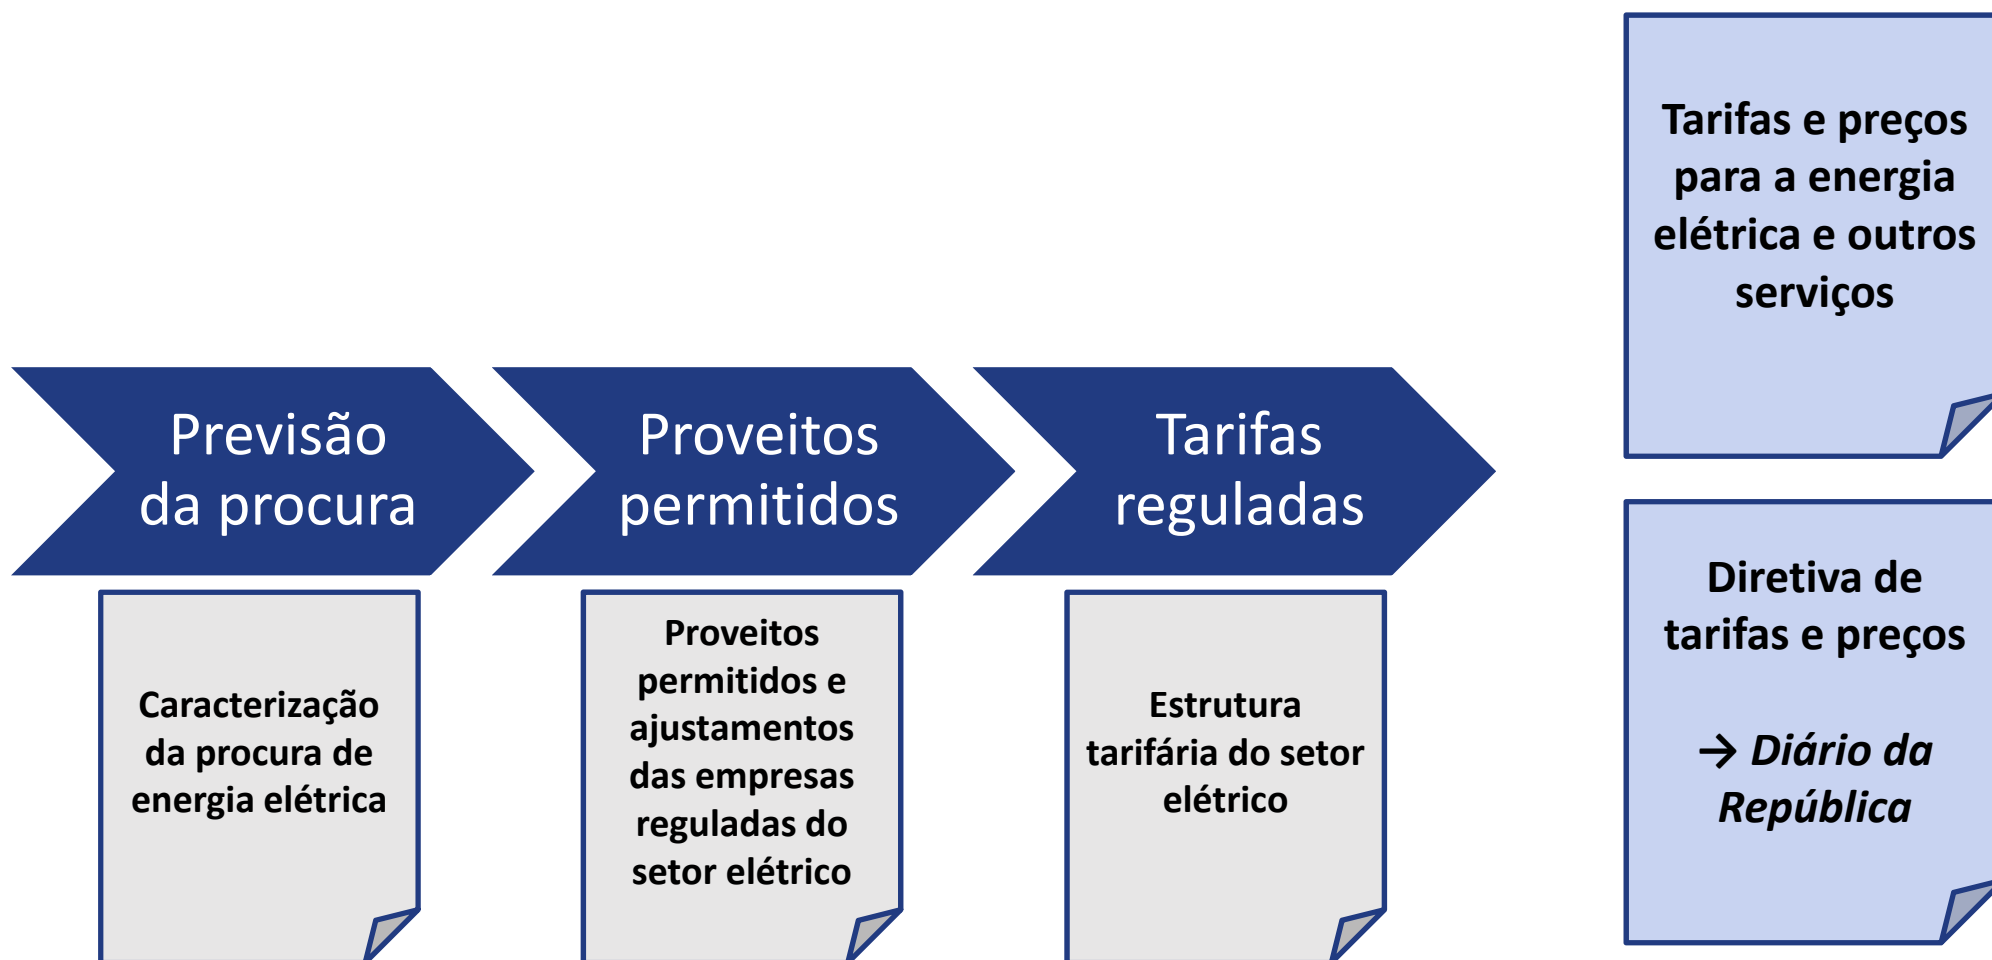 Previsão
da procura
Proveitos
permitidos
Tarifas
reguladas
Caracterização
da procura de
energia elétrica
Proveitos
permitidos e
ajustamentos
das empresas
reguladas do
setor elétrico
Estrutura
tarifária do setor
elétrico
Tarifas e preços
para a energia
elétrica e outros
serviços
Diretiva de
tarifas e preços
→ Diário da
República